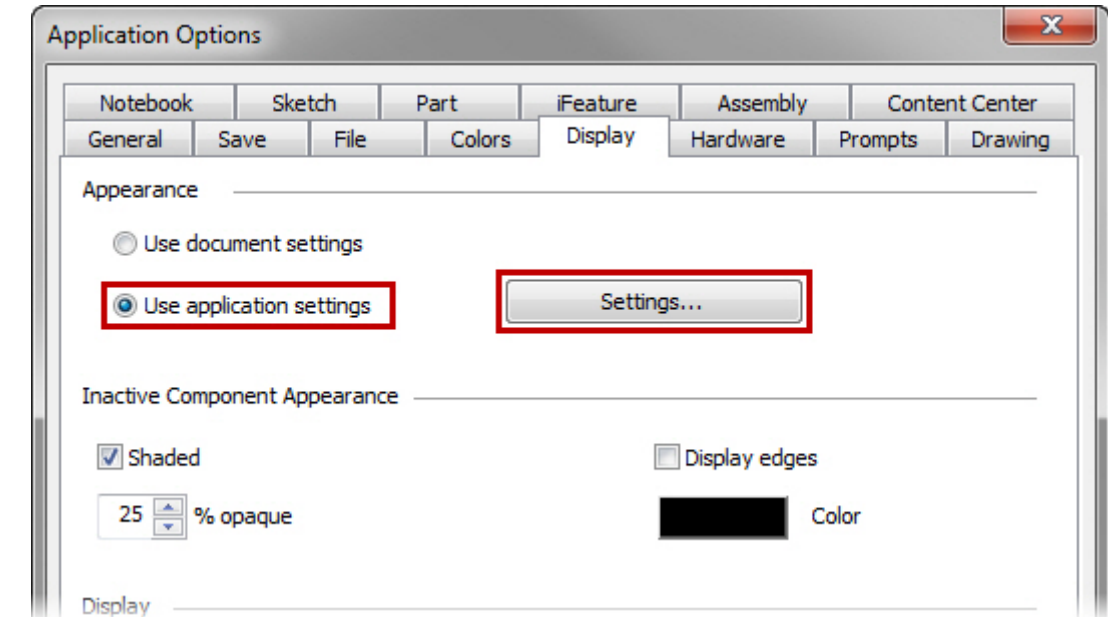 Application Options
Notebook Sketch Part iFeature Assembly Content Center
General Save File Colors Display Hardware Prompts Drawing
Appearance
Use document settings
Use application settings Settings...
Inactive Component Appearance
Shaded Display edges
25 % opaque Color
Display